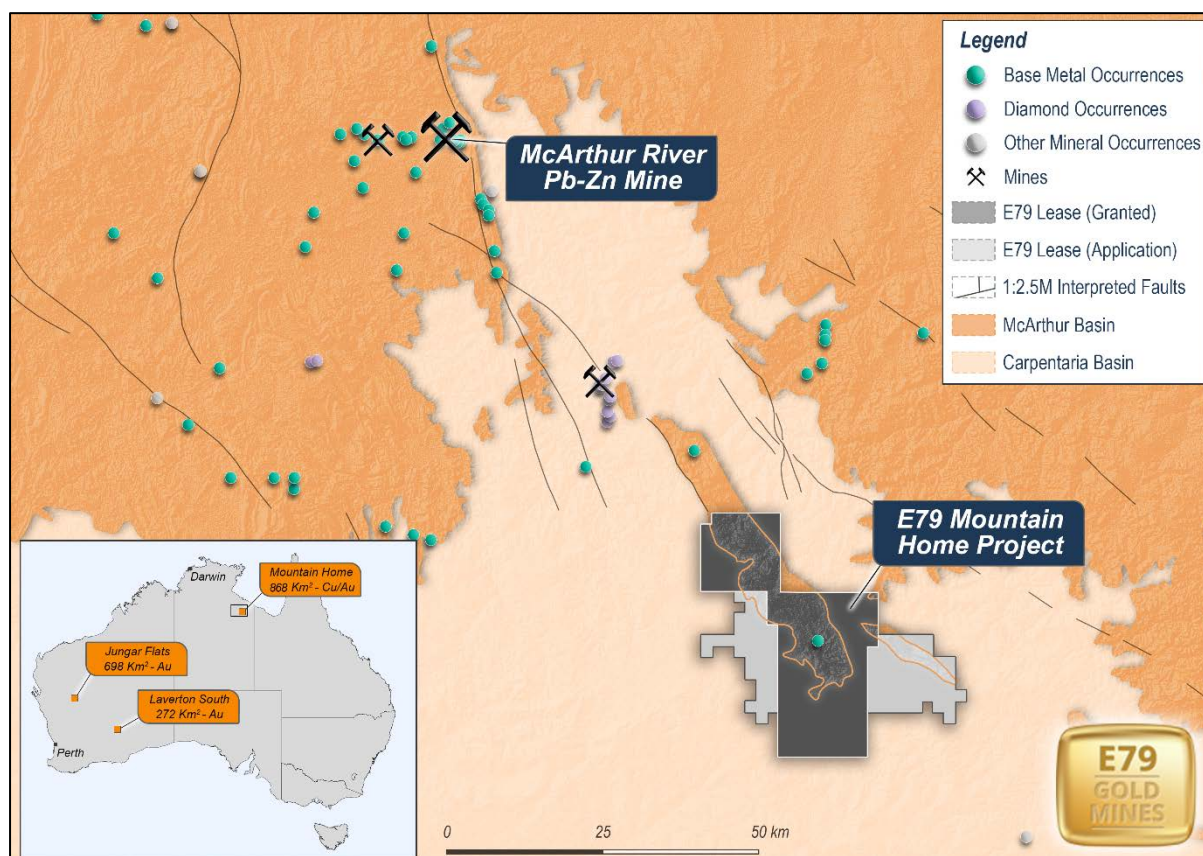 Legend
Base Metal Occurrences
Diamond Occurrences
Other Mineral Occurrences
Mines
E79 Lease (Granted)
E79 Lease (Application)
1:2.5M Interpreted Faults
McArthur Basin
Carpentaria Basin
McArthur River
Pb-Zn Mine
E79 Mountain
Home Project
Darwin
Mountain Home
868 Km² - Cu/Au
Jungar Flats
698 Km² - Au
Laverton South
272 Km² - Au
Perth
0 25 50 km
E79
GOLD
MINES